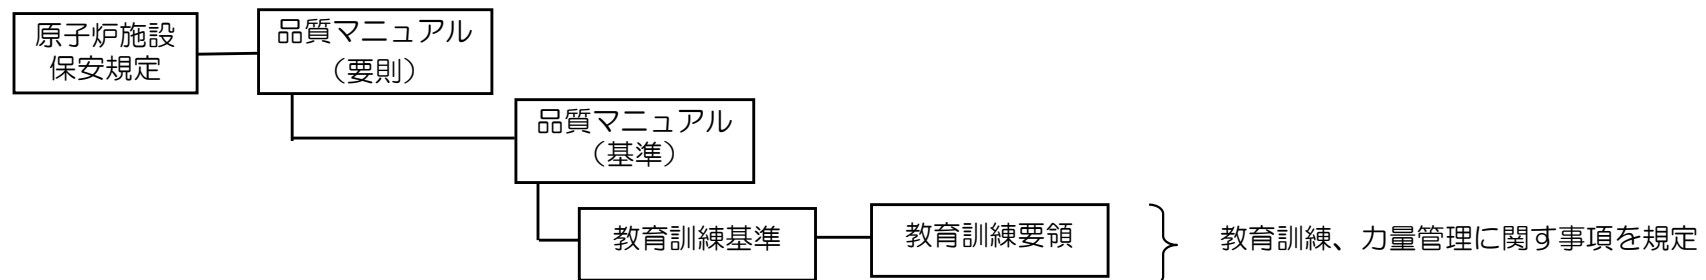 原子炉施設
保安規定
品質マニュアル
（要則）
品質マニュアル
（基準）
教育訓練基準
教育訓練要領
教育訓練、力量管理に関す事項を規定